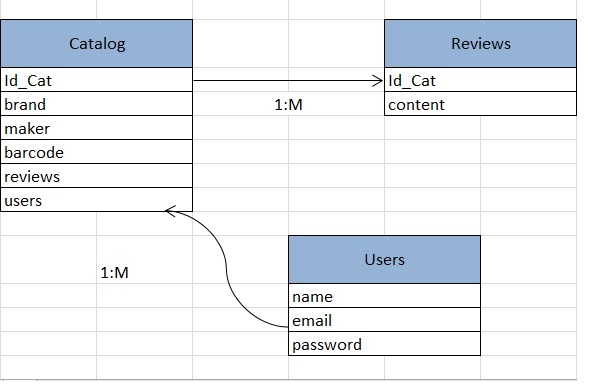 Catalog
Id_Cat
brand
maker
barcode
reviews
users
1:M
Reviews
Id_Cat
content
1:M
Users
name
email
password